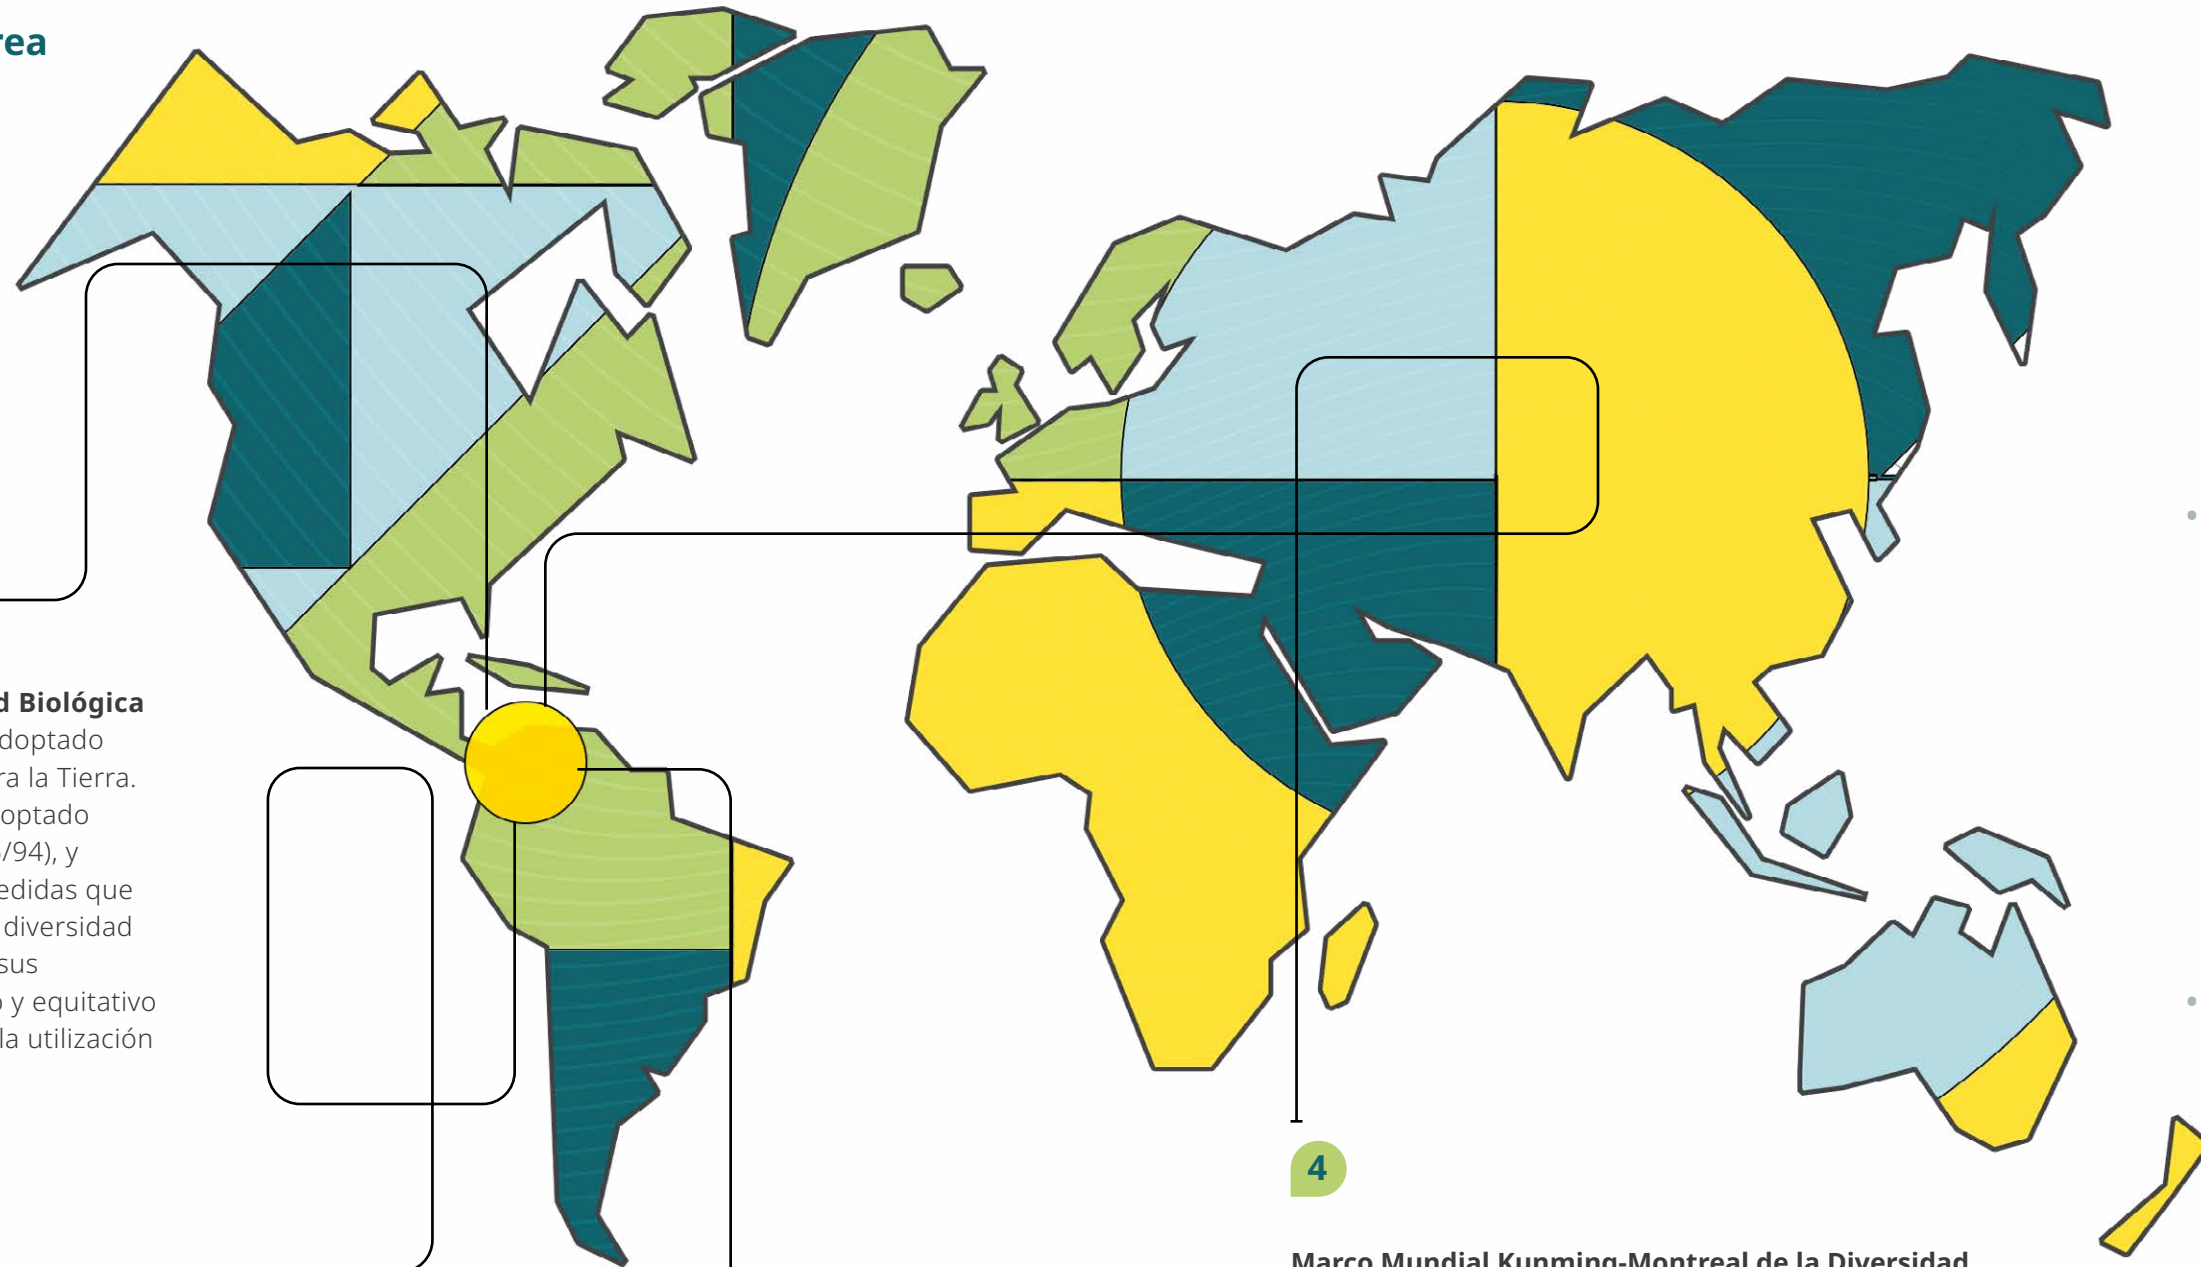 rea
d Biológica
doptado
ra la Tierra.
optado
/94), y
edidas que
diversidad
sus
o y equitativo
la utilización
4
Marco Mundial Kunming-Montreal de la Diversidad